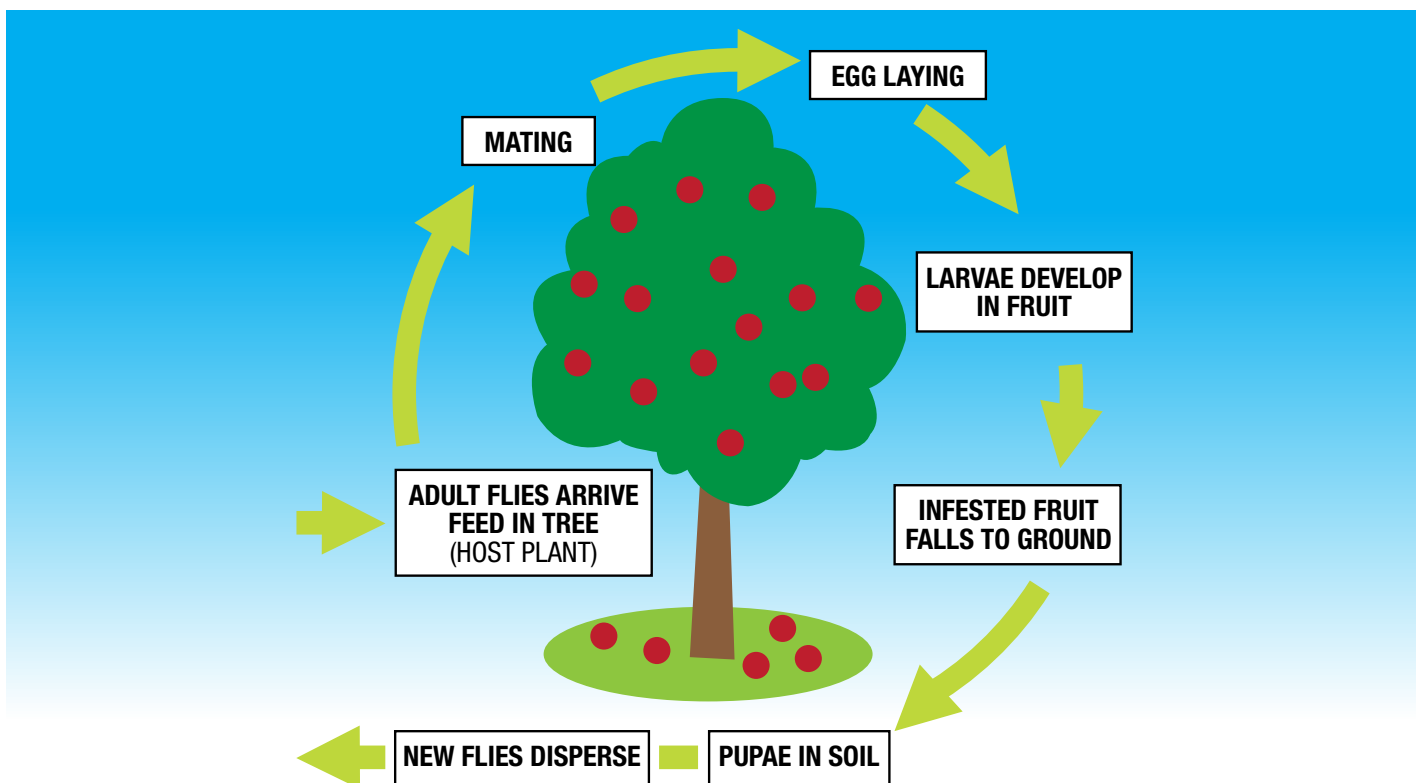 EGG LAYING
MATING
LARVAE DEVELOP
IN FRUIT
ADULT FLIES ARRIVE
FEED IN TREE
(HOST PLANT)
INFESTED FRUIT
FALLS TO GROUND
NEW FLIES DISPERSE
PUPAE IN SOIL